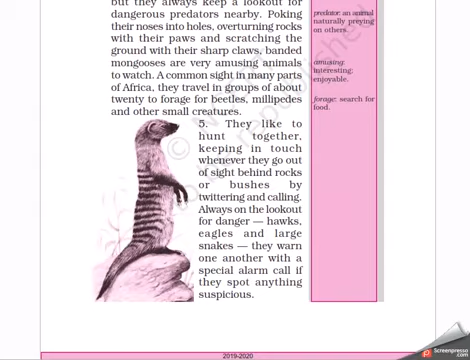 but they always keep a lookout for
dangerous predators nearby. Poking
their noses into holes, overturning rocks
with their paws and scratching the
ground with their sharp claws, banded
mongooses are very amusing animals
to watch. A common sight in many parts
of Africa, they travel in groups of about
twenty to forage for beetles, millipedes
and other small creatures.
5. They like to
hunt together,
keeping in touch
whenever they go out
of sight behind rocks
or bushes by
twittering and calling.
Always on the lookout
for danger — hawks,
eagles and large
snakes — they warn
one another with a
special alarm call if
they spot anything
suspicious.
predator: an animal
naturally preying
on others.
amusing:
interesting;
enjoyable.
forage: search for
food.
2019-2020
Screenpresso
.com